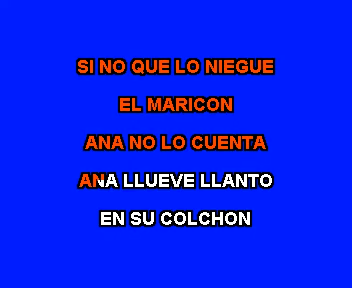 SI NO QUE LO NIEGUE
EL MARICON
ANA NO LO CUENTA
ANA LLUEVE LLANTO
EN SU COLCHON